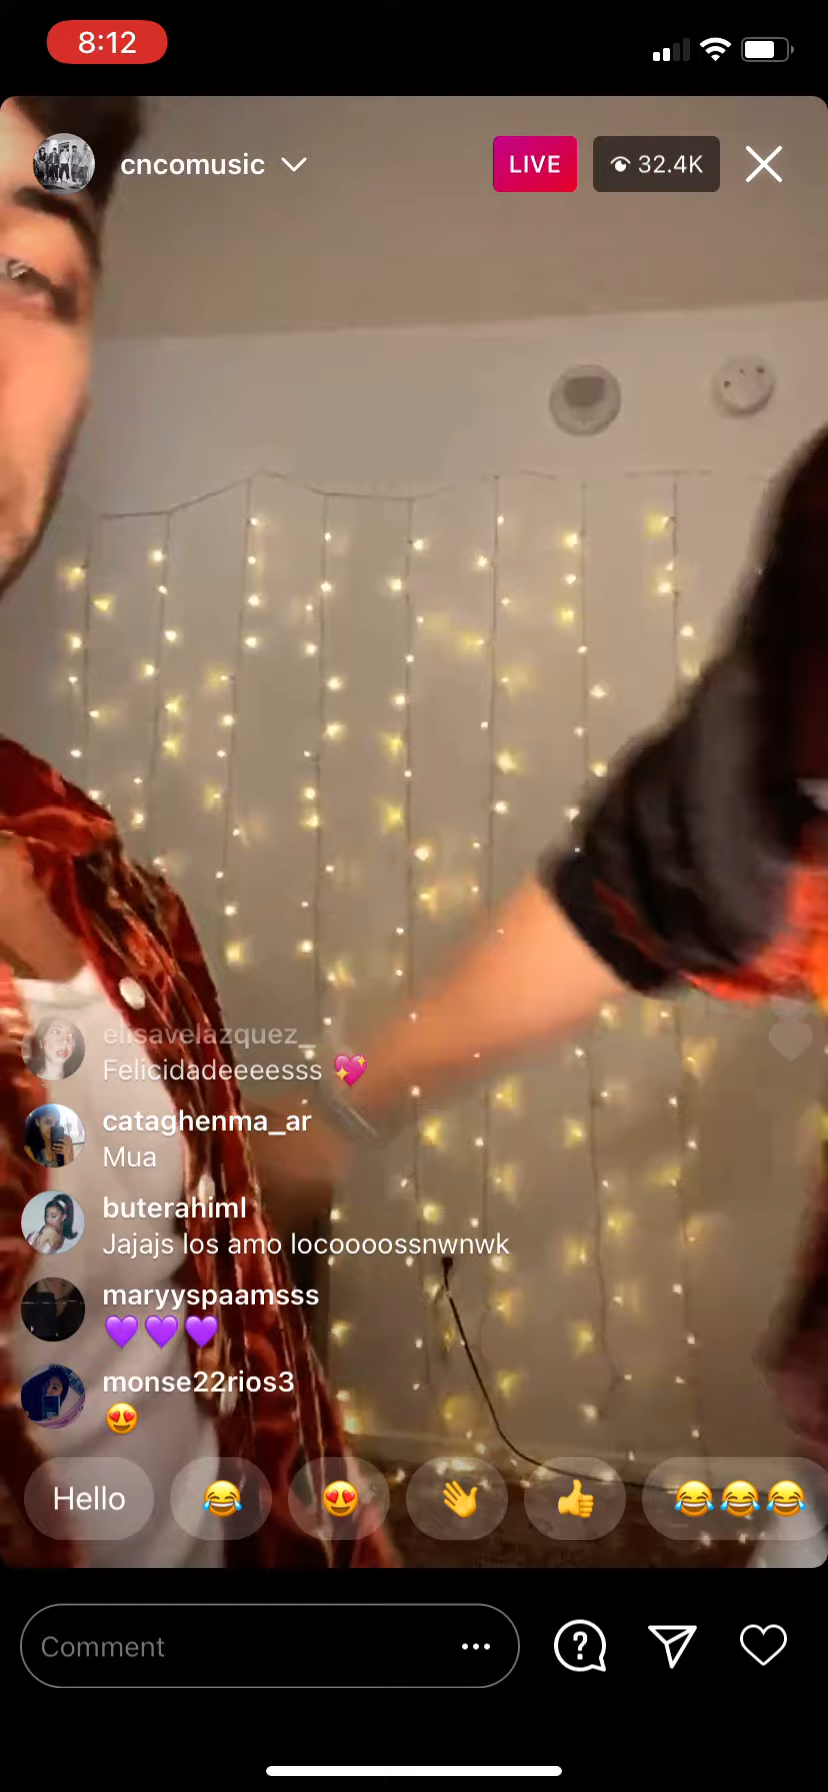 8:12
cncomusic
LIVE
32.4K
elisavelazquez_
Felicidadeeeesss 💖
cataghenma_ar
Mua
buterahiml
Jajajs los amo locoooossnwnwk
maryyspaamsss
💜💜💜
monse22rios3
😍
Hello 😂 😍 👋 👍 😂😂😂
Comment